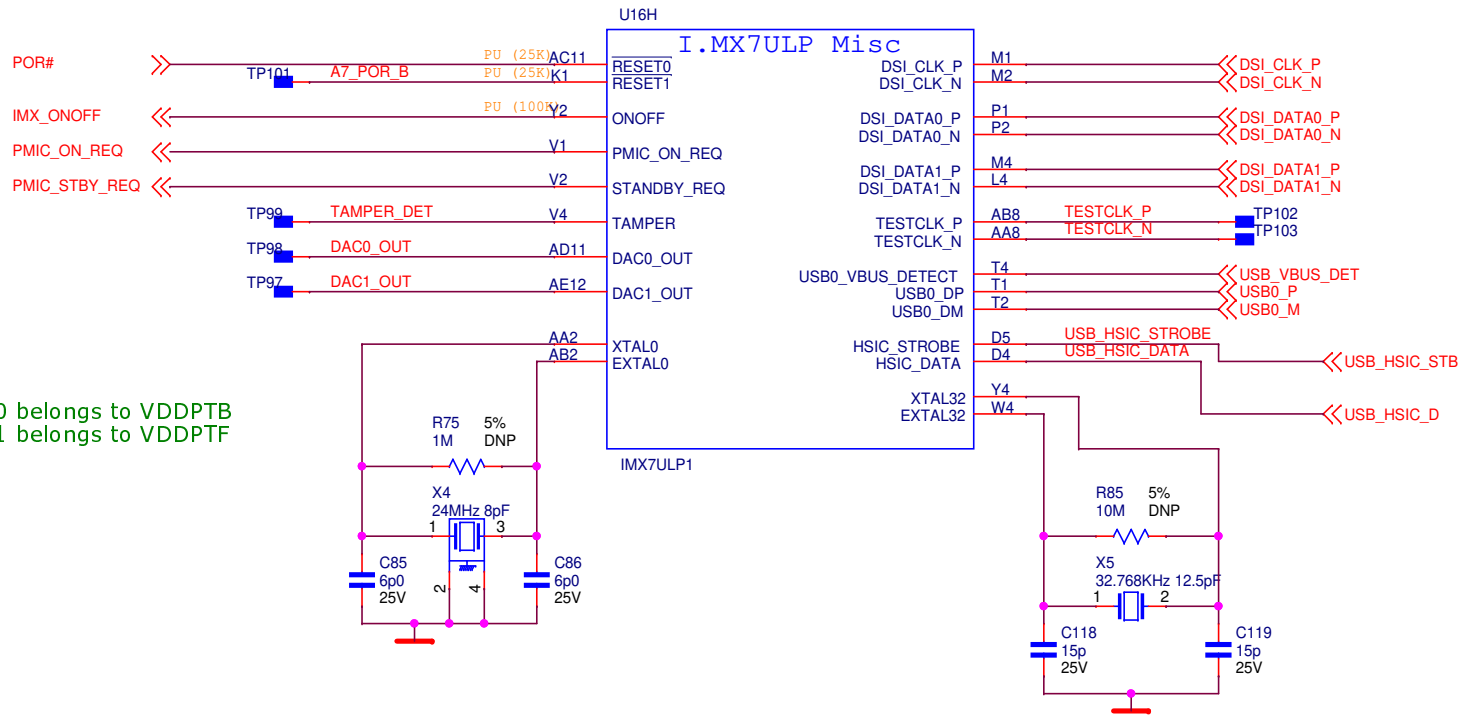 U16H
I.MX7ULP Misc
POR#
PU (25K)
AC11
RESET0
TP101
A7_POR_B
PU (25K)
K1
RESET1
IMX_ONOFF
PU (100K)
Y2
ONOFF
PMIC_ON_REQ
V1
PMIC_ON_REQ
PMIC_STBY_REQ
V2
STANDBY_REQ
TP99
TAMPER_DET
V4
TAMPER
TP98
DAC0_OUT
AD11
DAC0_OUT
TP97
DAC1_OUT
AE12
DAC1_OUT
AA2
XTAL0
AB2
EXTAL0
DSI_CLK_P
M1
DSI_CLK_P
DSI_CLK_N
M2
DSI_CLK_N
DSI_DATA0_P
P1
DSI_DATA0_P
DSI_DATA0_N
P2
DSI_DATA0_N
DSI_DATA1_P
M4
DSI_DATA1_P
DSI_DATA1_N
L4
DSI_DATA1_N
TESTCLK_P
AB8
TESTCLK_P
TP102
TESTCLK_N
AA8
TESTCLK_N
TP103
USB0_VBUS_DETECT
T4
USB_VBUS_DET
USB0_DP
T1
USB0_P
USB0_DM
T2
USB0_M
HSIC_STROBE
D5
USB_HSIC_STROBE
USB_HSIC_STB
HSIC_DATA
D4
USB_HSIC_DATA
USB_HSIC_D
XTAL32
Y4
EXTAL32
W4
IMX7ULP1
0 belongs to VDDPTB
1 belongs to VDDPTF
R75 5%
1M DNP
X4
24MHz 8pF
1
3
2
4
C85
6p0
25V
C86
6p0
25V
R85 5%
10M DNP
X5
32.768KHz 12.5pF
1
2
C118
15p
25V
C119
15p
25V